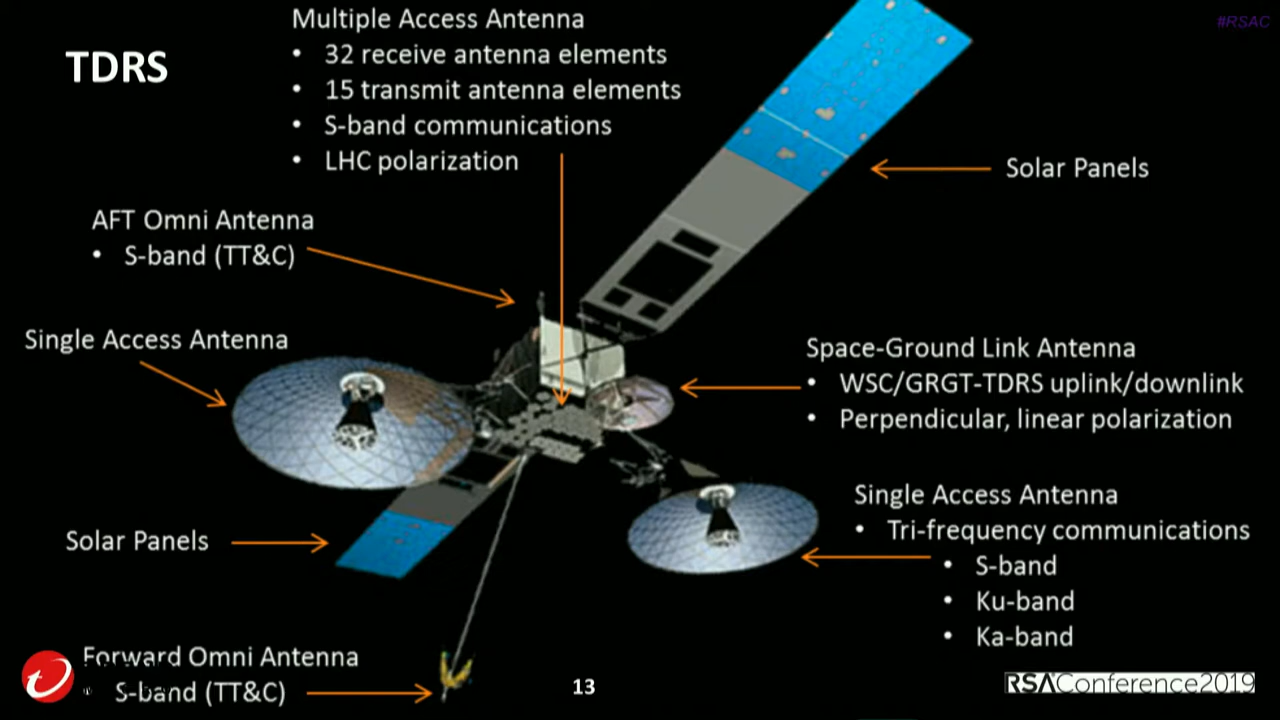 #RSAC
TDRS
Multiple Access Antenna
• 32 receive antenna elements
• 15 transmit antenna elements
• S-band communications
• LHC polarization
Solar Panels
AFT Omni Antenna
• S-band (TT&C)
Single Access Antenna
Space-Ground Link Antenna
• WSC/GRGT-TDRS uplink/downlink
• Perpendicular, linear polarization
Single Access Antenna
• Tri-frequency communications
• S-band
• Ku-band
• Ka-band
Solar Panels
Forward Omni Antenna
• S-band (TT&C)
13
RSAConference2019